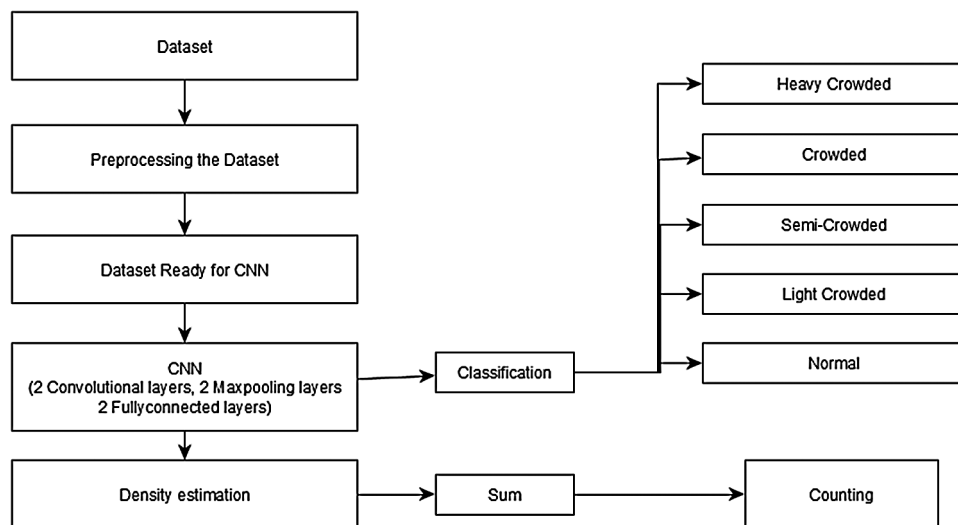 Dataset
Preprocessing the Dataset
Dataset Ready for CNN
CNN
(2 Convolutional layers, 2 Maxpooling layers
2 Fullyconnected layers)
Density estimation
Classification
Sum
Heavy Crowded
Crowded
Semi-Crowded
Light Crowded
Normal
Counting